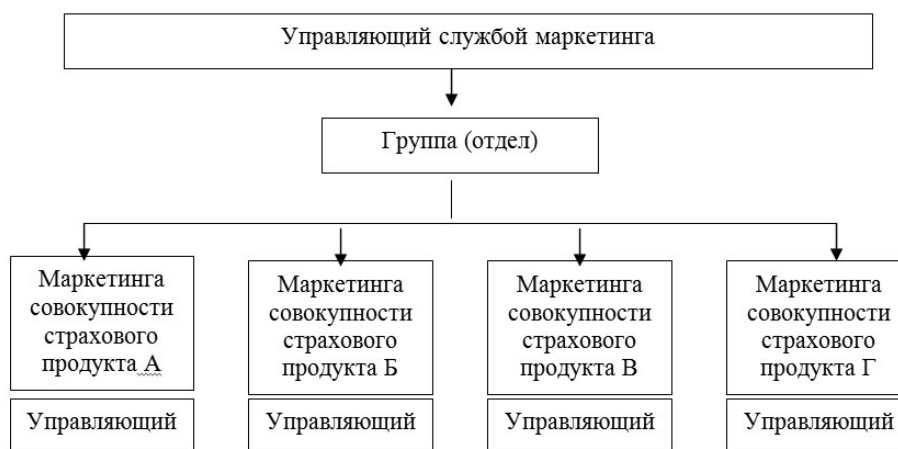 Управляющий службой маркетинга
Группа (отдел)
Маркетинга
совокупности
страхового
продукта А
Маркетинга
совокупности
страхового
продукта Б
Маркетинга
совокупности
страхового
продукта В
Маркетинга
совокупности
страхового
продукта Г
Управляющий
Управляющий
Управляющий
Управляющий